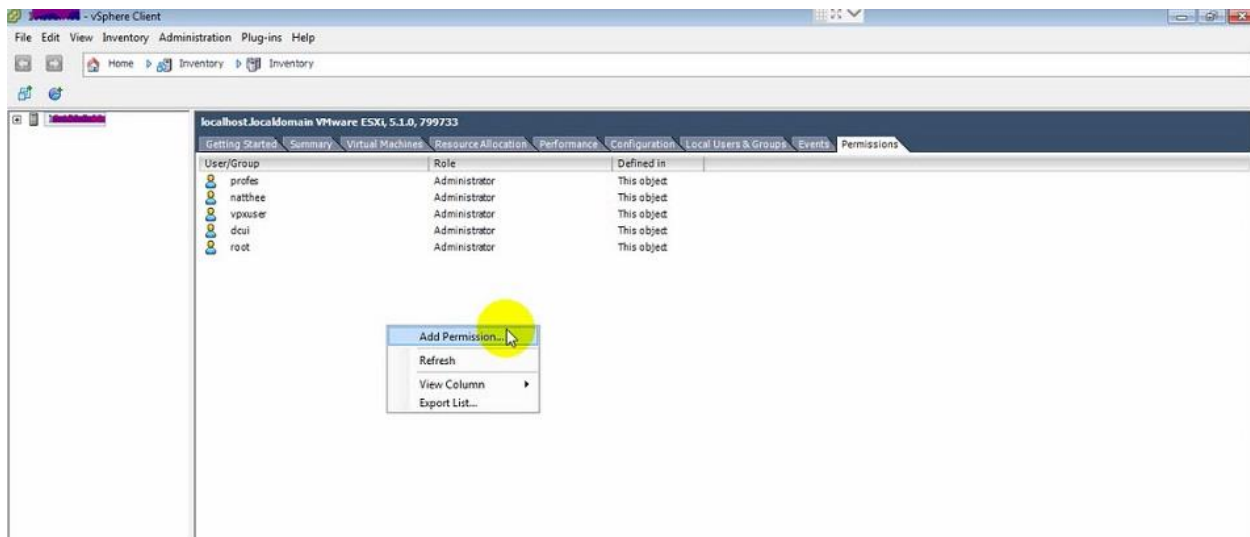 - vSphere Client
File Edit View Inventory Administration Plug-ins Help
Home Inventory Inventory
localhost.localdomain VMware ESXi, 5.1.0, 799733
Getting Started Summary Virtual Machines Resource Allocation Performance Configuration Local Users & Groups Events Permissions
User/Group Role Defined in
profes Administrator This object
natthee Administrator This object
vpxuser Administrator This object
dcui Administrator This object
root Administrator This object
Add Permission...
Refresh
View Column
Export List...